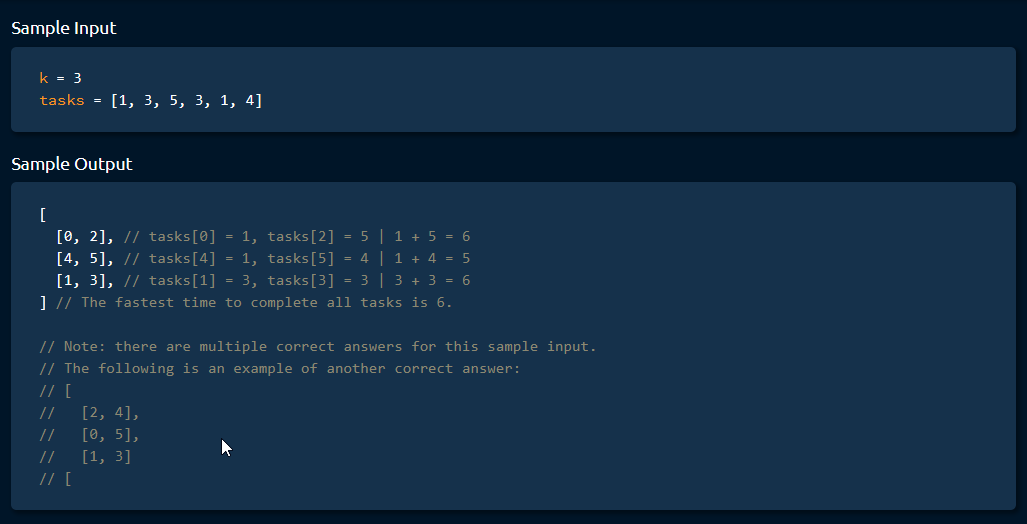 Sample Input
k = 3
tasks = [1, 3, 5, 3, 1, 4]
Sample Output
[
  [0, 2], // tasks[0] = 1, tasks[2] = 5 | 1 + 5 = 6
  [4, 5], // tasks[4] = 1, tasks[5] = 4 | 1 + 4 = 5
  [1, 3], // tasks[1] = 3, tasks[3] = 3 | 3 + 3 = 6
] // The fastest time to complete all tasks is 6.
// Note: there are multiple correct answers for this sample input.
// The following is an example of another correct answer:
// [
//   [2, 4],
//   [0, 5],
//   [1, 3]
// [